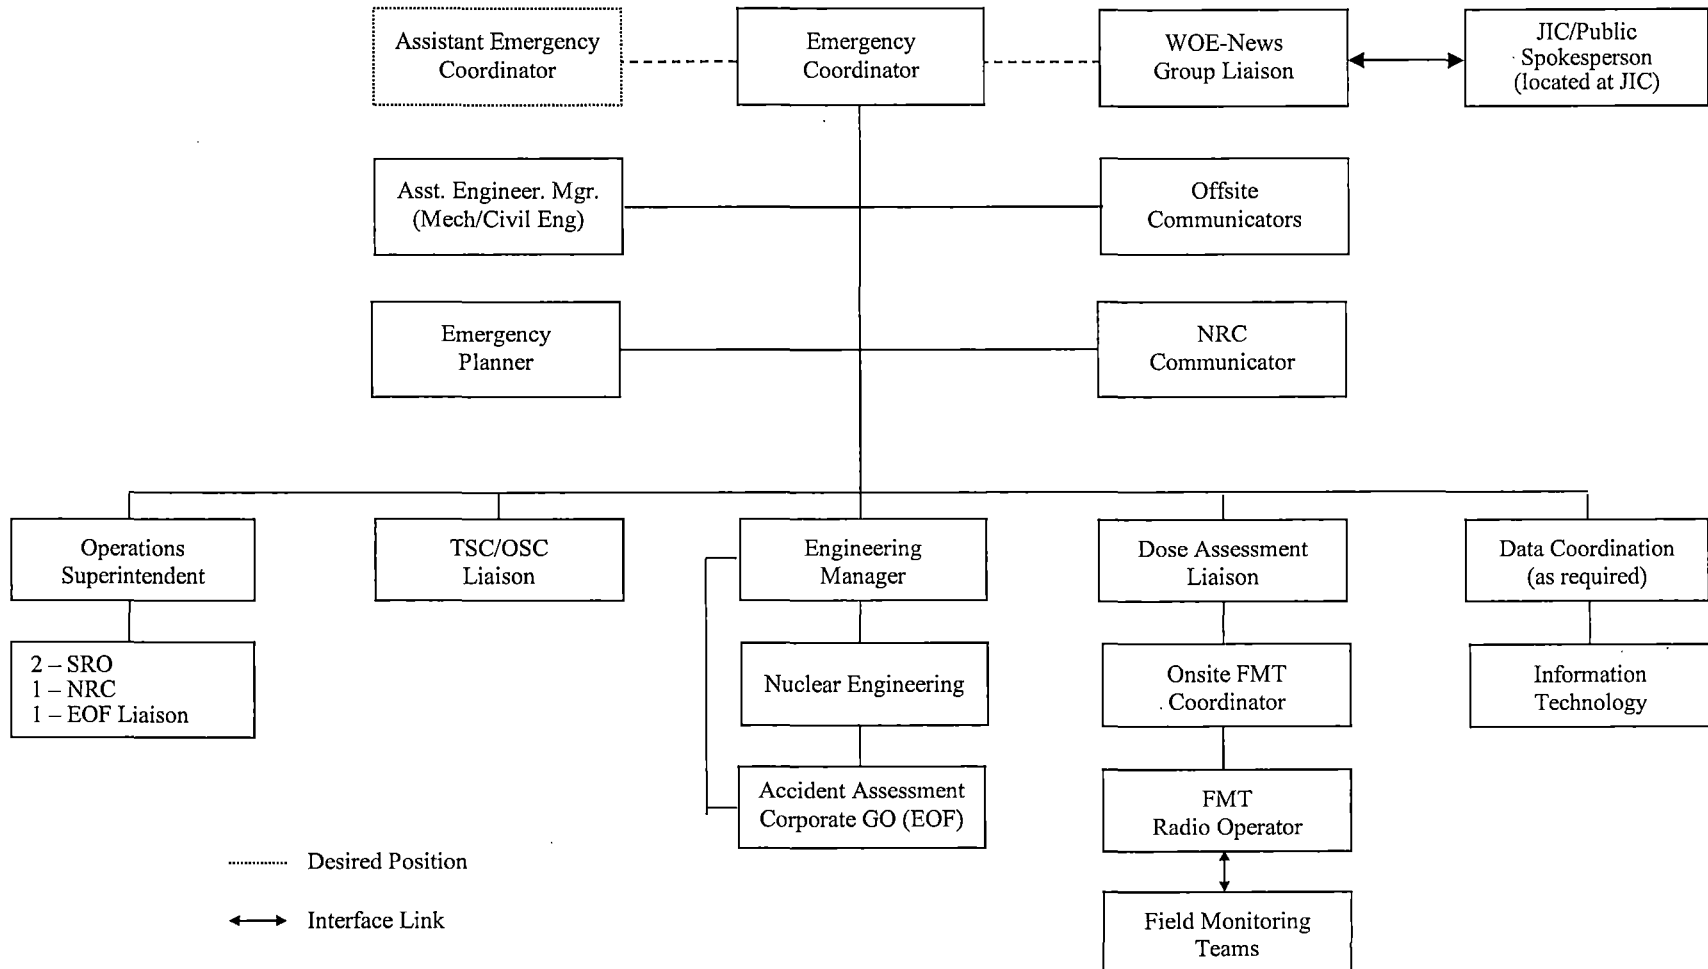 Assistant Emergency
Coordinator
Emergency
Coordinator
WOE-News
Group Liaison
JIC/Public
Spokesperson
(located at JIC)
Asst. Engineer. Mgr.
(Mech/Civil Eng)
Offsite
Communicators
Emergency
Planner
NRC
Communicator
Operations
Superintendent
TSC/OSC
Liaison
Engineering
Manager
Dose Assessment
Liaison
Data Coordination
(as required)
2 – SRO
1 – NRC
1 – EOF Liaison
Nuclear Engineering
Onsite FMT
Coordinator
Information
Technology
Accident Assessment
Corporate GO (EOF)
FMT
Radio Operator
Field Monitoring
Teams
Desired Position
Interface Link